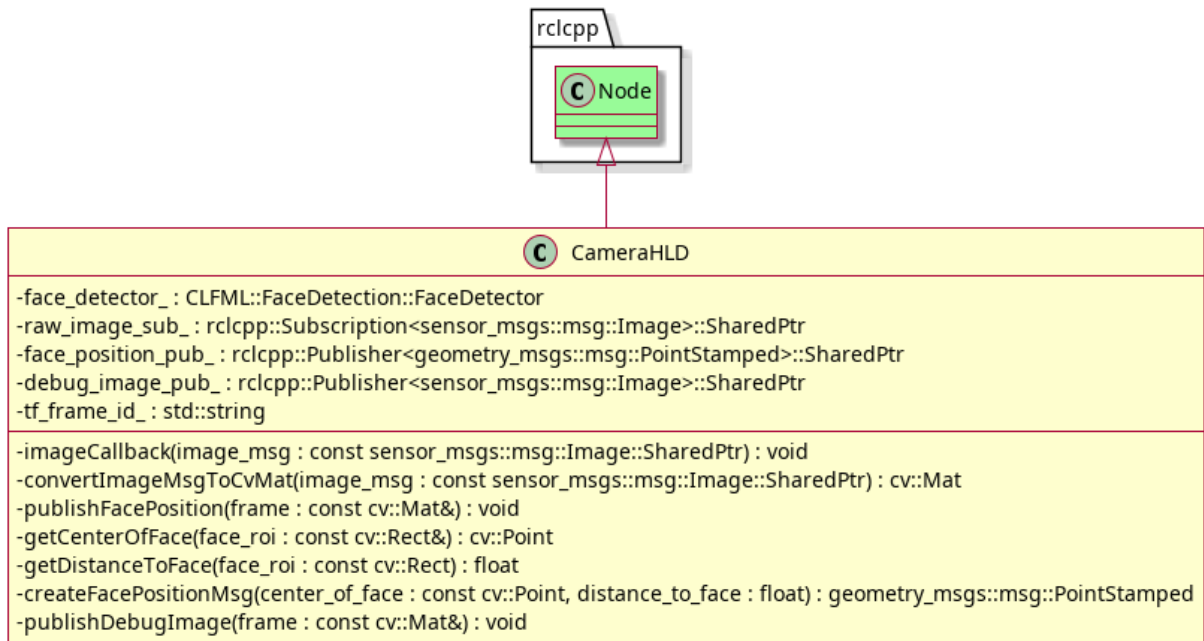 rclcpp
C Node
C CameraHLD
-face_detector_ : CLFML::FaceDetection::FaceDetector
-raw_image_sub_ : rclcpp::Subscription<sensor_msgs::msg::Image>::SharedPtr
-face_position_pub_ : rclcpp::Publisher<geometry_msgs::msg::PointStamped>::SharedPtr
-debug_image_pub_ : rclcpp::Publisher<sensor_msgs::msg::Image>::SharedPtr
-tf_frame_id_ : std::string
-imageCallback(image_msg : const sensor_msgs::msg::Image::SharedPtr) : void
-convertImageMsgToCvMat(image_msg : const sensor_msgs::msg::Image::SharedPtr) : cv::Mat
-publishFacePosition(frame : const cv::Mat&) : void
-getCenterOfFace(face_roi : const cv::Rect&) : cv::Point
-getDistanceToFace(face_roi : const cv::Rect) : float
-createFacePositionMsg(center_of_face : const cv::Point, distance_to_face : float) : geometry_msgs::msg::PointStamped
-publishDebugImage(frame : const cv::Mat&) : void